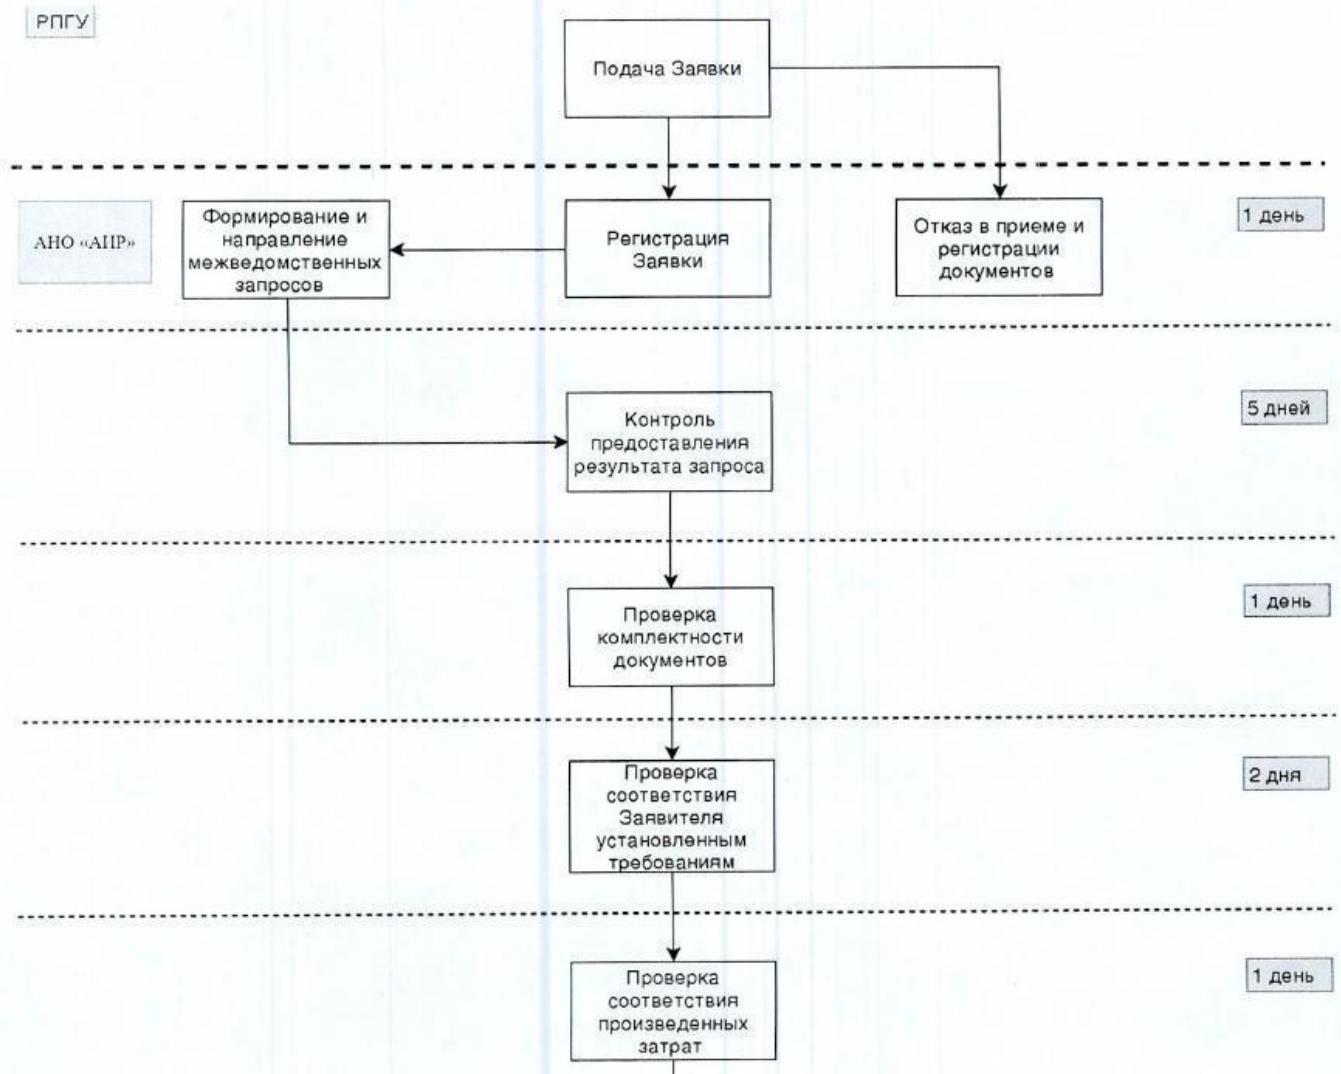 РПГУ
Подача Заявки
АНО «АИР»
Формирование и
направление
межведомственных
запросов
Регистрация
Заявки
Отказ в приеме и
регистрации
документов
1 день
Контроль
предоставления
результата запроса
5 дней
Проверка
комплектности
документов
1 день
Проверка
соответствия
Заявителя
установленным
требованиям
2 дня
Проверка
соответствия
произведенных
затрат
1 день